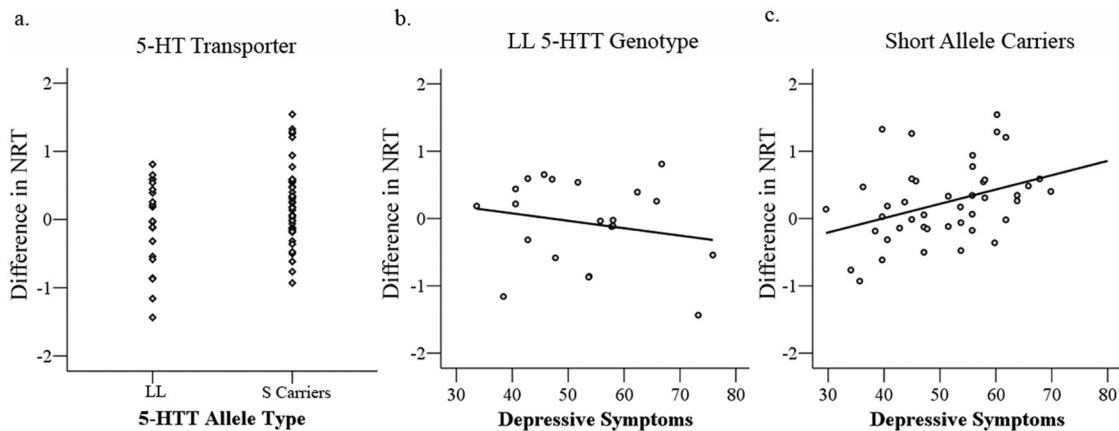 a.
5-HT Transporter
Difference in NRT
2
1
0
-1
-2
LL
S Carriers
5-HTT Allele Type
b.
LL 5-HTT Genotype
Difference in NRT
2
1
0
-1
-2
30 40 50 60 70 80
Depressive Symptoms
c.
Short Allele Carriers
Difference in NRT
2
1
0
-1
-2
30 40 50 60 70 80
Depressive Symptoms